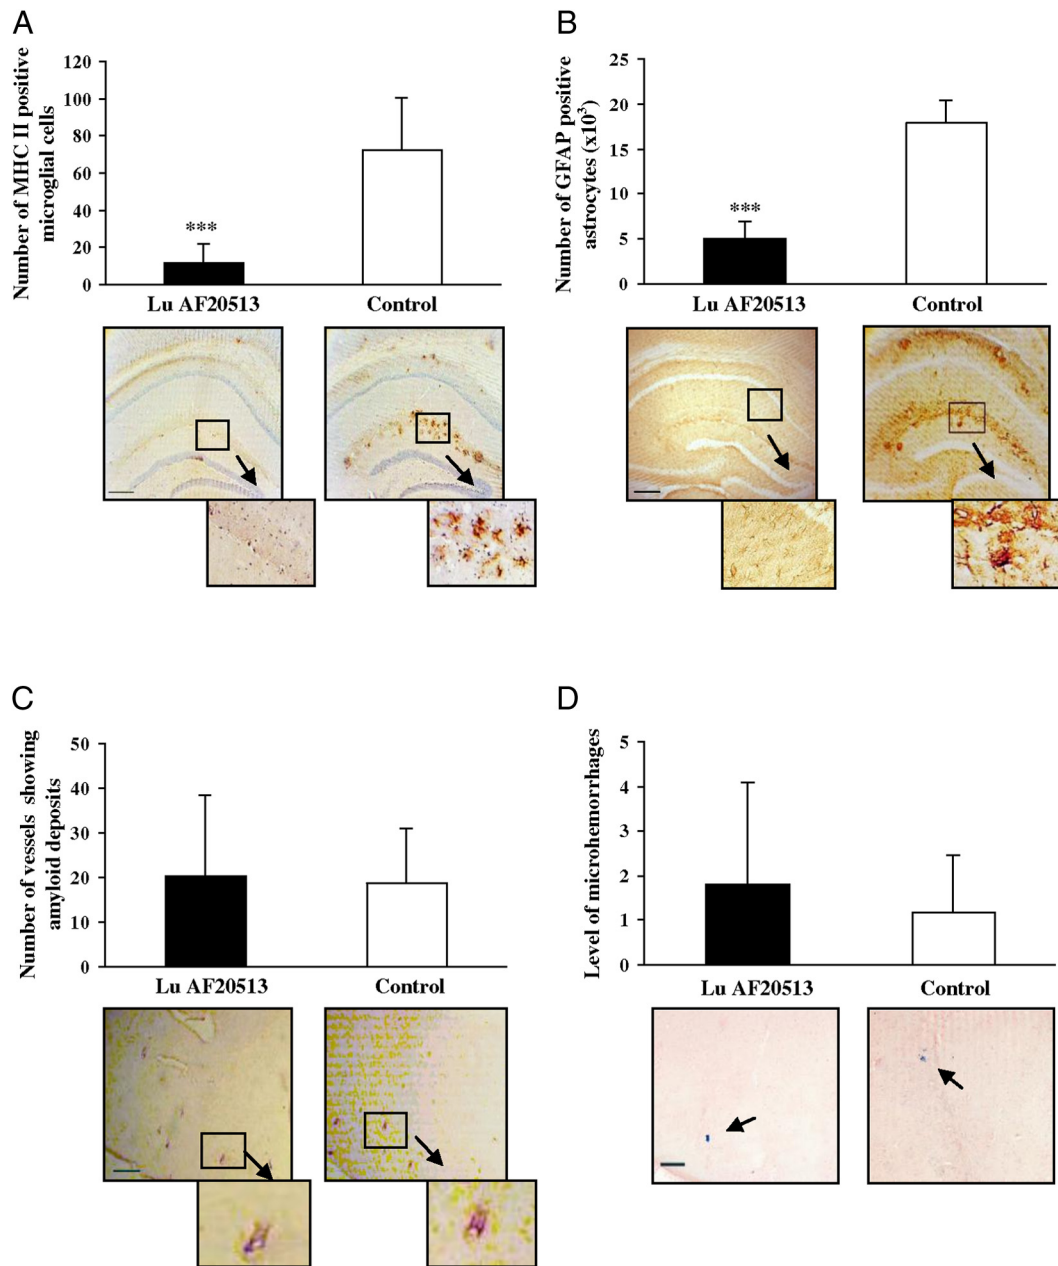 A
Number of MHC II positive
microglial cells
120
100
80
60
40
20
0
***
Lu AF20513
Control
B
Number of GFAP positive
astrocytes (x10³)
25
20
15
10
5
0
***
Lu AF20513
Control
C
Number of vessels showing
amyloid deposits
50
40
30
20
10
0
Lu AF20513
Control
D
Level of microhemorrhages
5
4
3
2
1
0
Lu AF20513
Control